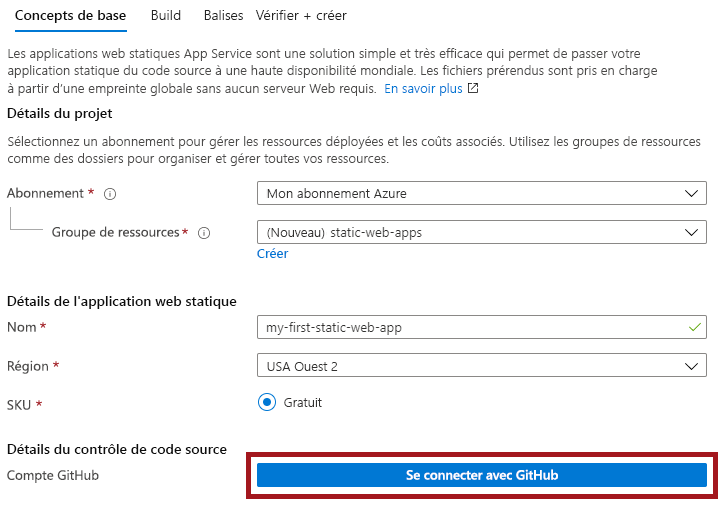 Concepts de base Build Balises Vérifier + créer
Les applications web statiques App Service sont une solution simple et très efficace qui permet de passer votre
application statique du code source à une haute disponibilité mondiale. Les fichiers prérendus sont pris en charge
à partir d'une empreinte globale sans aucun serveur Web requis. En savoir plus
Détails du projet
Sélectionnez un abonnement pour gérer les ressources déployées et les coûts associés. Utilisez les groupes de ressources
comme des dossiers pour organiser et gérer toutes vos ressources.
Abonnement * Mon abonnement Azure
Groupe de ressources* (Nouveau) static-web-apps
Créer
Détails de l'application web statique
Nom * my-first-static-web-app
Région * USA Ouest 2
SKU * Gratuit
Détails du contrôle de code source
Compte GitHub Se connecter avec GitHub